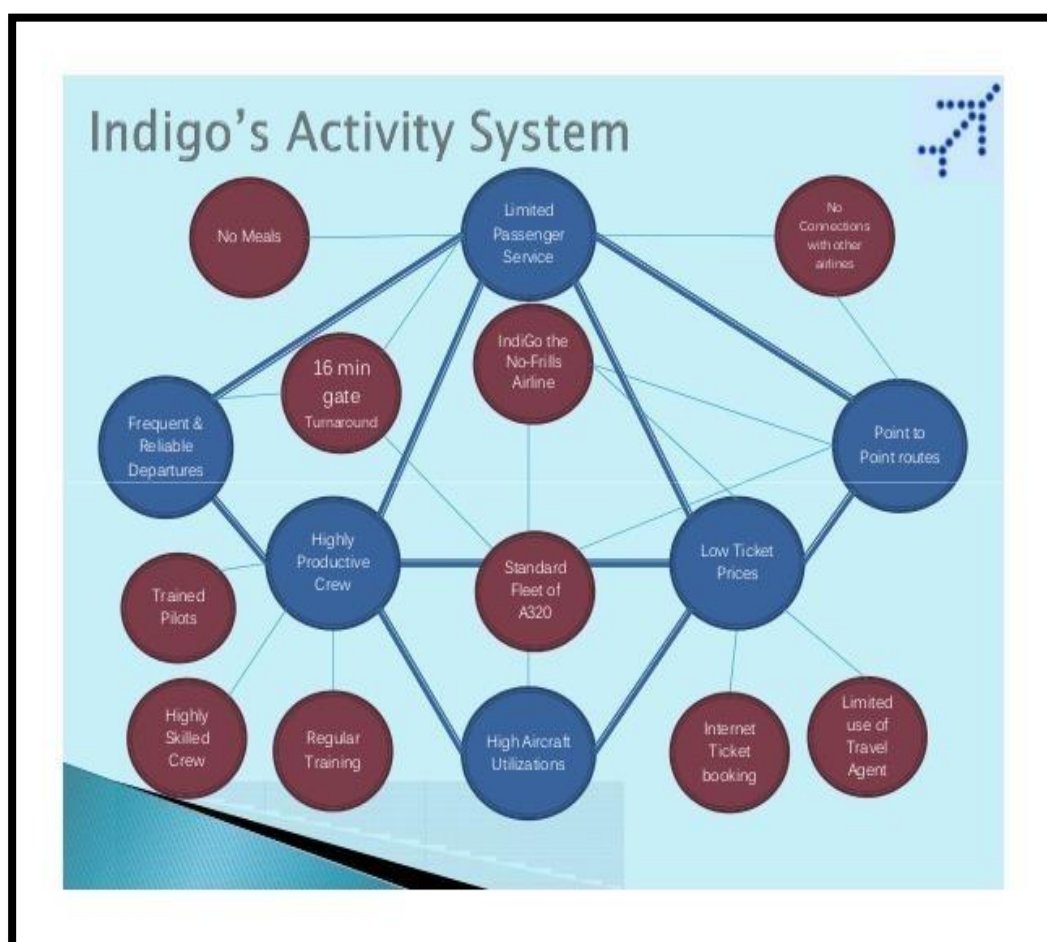 Indigo's Activity System
No Meals
Limited
Passenger
Service
No
Connections
with other
airlines
16 min
gate
Turnaround
IndiGo the
No-Frills
Airline
Frequent &
Reliable
Departures
Point to
Point routes
Highly
Productive
Crew
Standard
Fleet of
A320
Low Ticket
Prices
Trained
Pilots
Highly
Skilled
Crew
Regular
Training
High Aircraft
Utilizations
Internet
Ticket
booking
Limited
use of
Travel
Agent